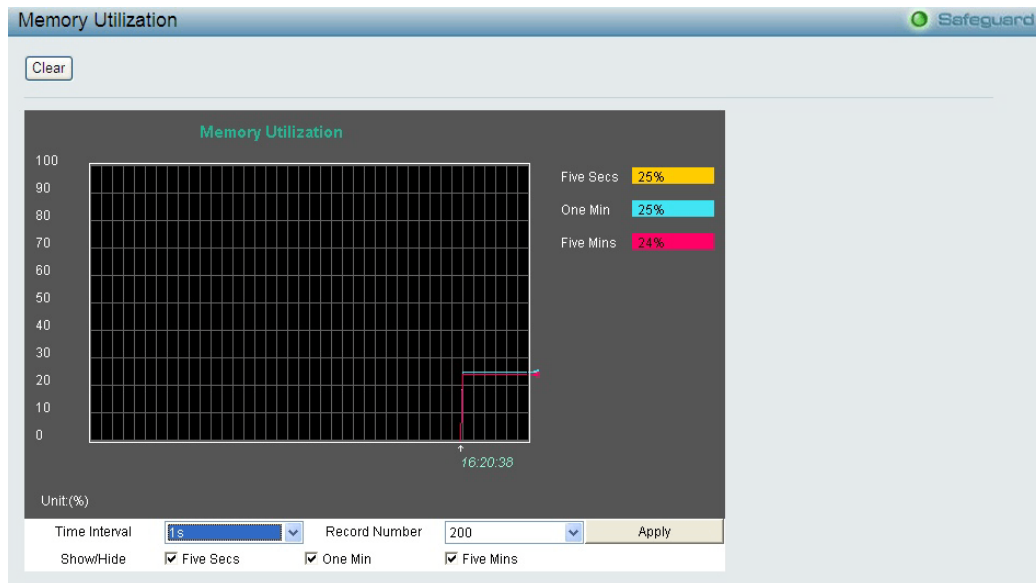 Memory Utilization
Safeguard
Clear
Memory Utilization
100
90
80
70
60
50
40
30
20
10
0
Five Secs 25%
One Min 25%
Five Mins 24%
16:20:38
Unit:(%)
Time Interval 1s Record Number 200 Apply
Show/Hide Five Secs One Min Five Mins